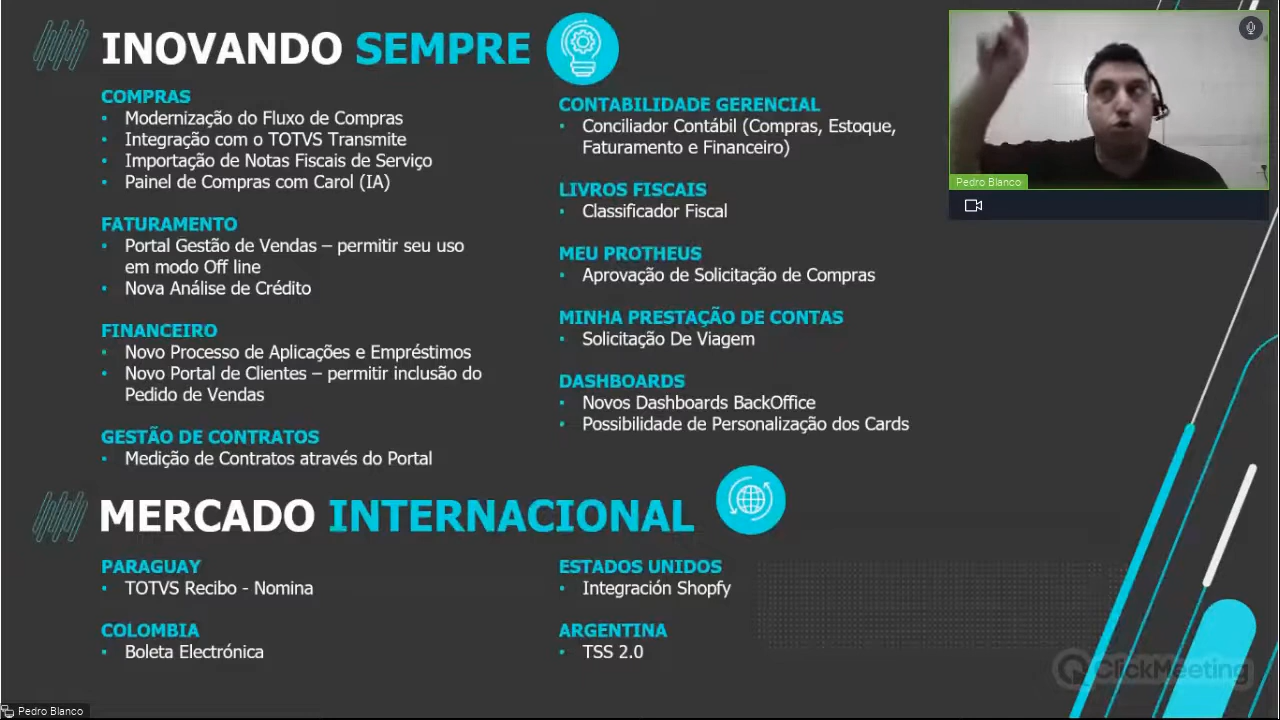 INOVANDO SEMPRE
COMPRAS
• Modernização do Fluxo de Compras
• Integração com o TOTVS Transmite
• Importação de Notas Fiscais de Serviço
• Painel de Compras com Carol (IA)
FATURAMENTO
• Portal Gestão de Vendas – permitir seu uso
em modo Off line
• Nova Análise de Crédito
FINANCEIRO
• Novo Processo de Aplicações e Empréstimos
• Novo Portal de Clientes – permitir inclusão do
Pedido de Vendas
GESTÃO DE CONTRATOS
• Medição de Contratos através do Portal
CONTABILIDADE GERENCIAL
• Conciliador Contábil (Compras, Estoque,
Faturamento e Financeiro)
LIVROS FISCAIS
• Classificador Fiscal
MEU PROTHEUS
• Aprovação de Solicitação de Compras
MINHA PRESTAÇÃO DE CONTAS
• Solicitação De Viagem
DASHBOARDS
• Novos Dashboards BackOffice
• Possibilidade de Personalização dos Cards
Pedro Blanco
MERCADO INTERNACIONAL
PARAGUAY
• TOTVS Recibo - Nomina
COLOMBIA
• Boleta Electrónica
ESTADOS UNIDOS
• Integración Shopfy
ARGENTINA
• TSS 2.0
ClickMeeting
Pedro Blanco